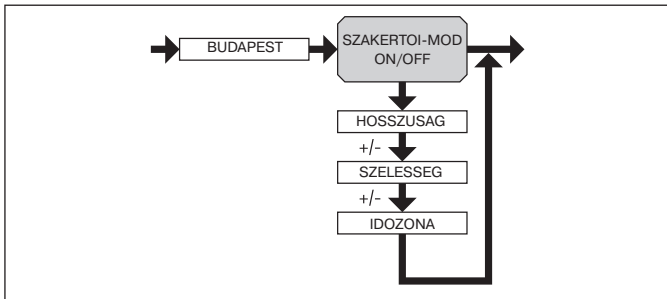 BUDAPEST
SZAKERTOI-MOD
ON/OFF
HOSSZUSAG
+/-
SZELESSEG
+/-
IDOZONA